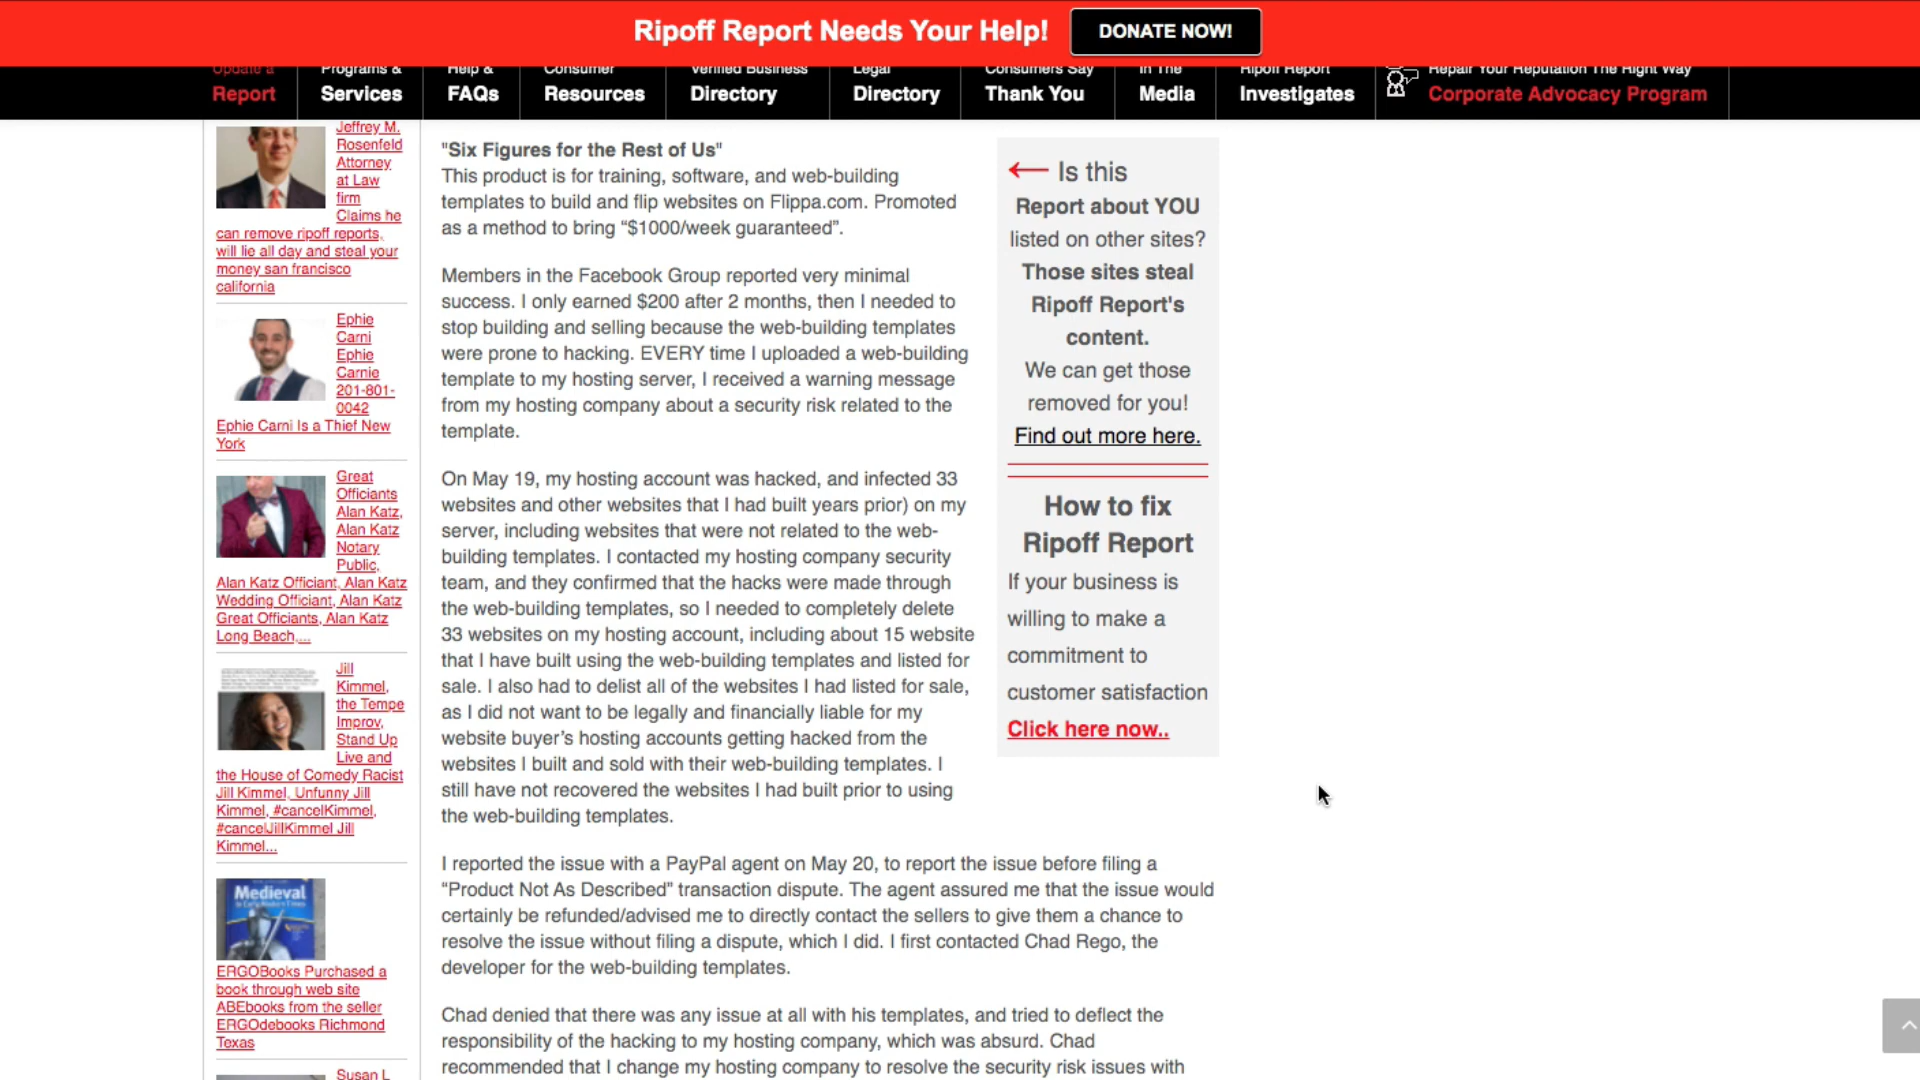 Ripoff Report Needs Your Help!
DONATE NOW!
Update a
Report
Programs &
Services
Help &
FAQs
Consumer
Resources
Verified Business
Directory
Legal
Directory
Consumers Say
Thank You
In The
Media
Ripoff Report
Investigates
Repair Your Reputation The Right Way
Corporate Advocacy Program
Jeffrey M.
Rosenfeld
Attorney
at Law
firm
Claims he
can remove ripoff reports,
will lie all day and steal your
money san francisco
california
Ephie
Carni
Ephie
Carnie
201-801-
0042
Ephie Carni Is a Thief New
York
Great
Officiants
Alan Katz,
Alan Katz
Notary
Public,
Alan Katz Officiant, Alan Katz
Wedding Officiant, Alan Katz
Great Officiants, Alan Katz
Long Beach,...
Jill
Kimmel,
the Tempe
Improv,
Stand Up
Live and
the House of Comedy Racist
Jill Kimmel, Unfunny Jill
Kimmel, #cancelKimmel,
#cancelJillKimmel Jill
Kimmel...
Medieval
ERGOBooks Purchased a
book through web site
ABEbooks from the seller
ERGOdebooks Richmond
Texas
Susan L
"Six Figures for the Rest of Us"
This product is for training, software, and web-building
templates to build and flip websites on Flippa.com. Promoted
as a method to bring “$1000/week guaranteed”.
Members in the Facebook Group reported very minimal
success. I only earned $200 after 2 months, then I needed to
stop building and selling because the web-building templates
were prone to hacking. EVERY time I uploaded a web-building
template to my hosting server, I received a warning message
from my hosting company about a security risk related to the
template.
On May 19, my hosting account was hacked, and infected 33
websites and other websites that I had built years prior) on my
server, including websites that were not related to the web-
building templates. I contacted my hosting company security
team, and they confirmed that the hacks were made through
the web-building templates, so I needed to completely delete
33 websites on my hosting account, including about 15 website
that I have built using the web-building templates and listed for
sale. I also had to delist all of the websites I had listed for sale,
as I did not want to be legally and financially liable for my
website buyer’s hosting accounts getting hacked from the
websites I built and sold with their web-building templates. I
still have not recovered the websites I had built prior to using
the web-building templates.
I reported the issue with a PayPal agent on May 20, to report the issue before filing a
“Product Not As Described” transaction dispute. The agent assured me that the issue would
certainly be refunded/advised me to directly contact the sellers to give them a chance to
resolve the issue without filing a dispute, which I did. I first contacted Chad Rego, the
developer for the web-building templates.
Chad denied that there was any issue at all with his templates, and tried to deflect the
responsibility of the hacking to my hosting company, which was absurd. Chad
recommended that I change my hosting company to resolve the security risk issues with
Is this
Report about YOU
listed on other sites?
Those sites steal
Ripoff Report's
content.
We can get those
removed for you!
Find out more here.
How to fix
Ripoff Report
If your business is
willing to make a
commitment to
customer satisfaction
Click here now..